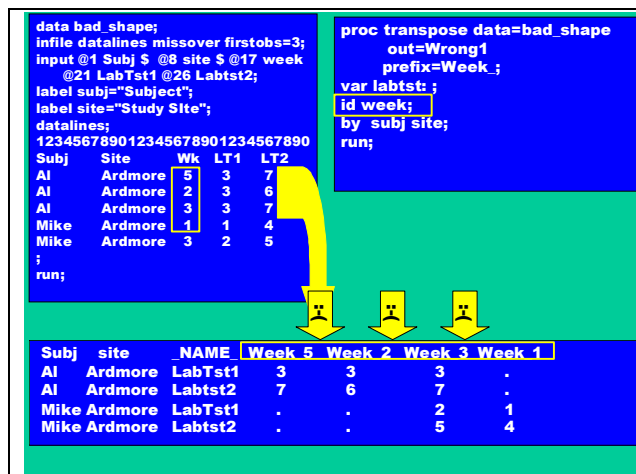 data bad_shape;
infile datalines missover firstobs=3;
input @1 Subj $ @8 site $ @17 week
@21 LabTst1 @26 Labtst2;
label subj="Subject";
label site="Study SIte";
datalines;
123456789012345678901234567890
Subj Site Wk LT1 LT2
Al Ardmore 5 3 7
Al Ardmore 2 3 6
Al Ardmore 3 3 7
Mike Ardmore 1 1 4
Mike Ardmore 3 2 5
;
run;
proc transpose data=bad_shape
out=Wrong1
prefix=Week_;
var labtst: ;
id week;
by subj site;
run;
Subj site _NAME_ Week_5 Week_2 Week_3 Week_1
Al Ardmore LabTst1 3 3 3 .
Al Ardmore Labtst2 7 6 7 .
Mike Ardmore LabTst1 . . 2 1
Mike Ardmore Labtst2 . . 5 4